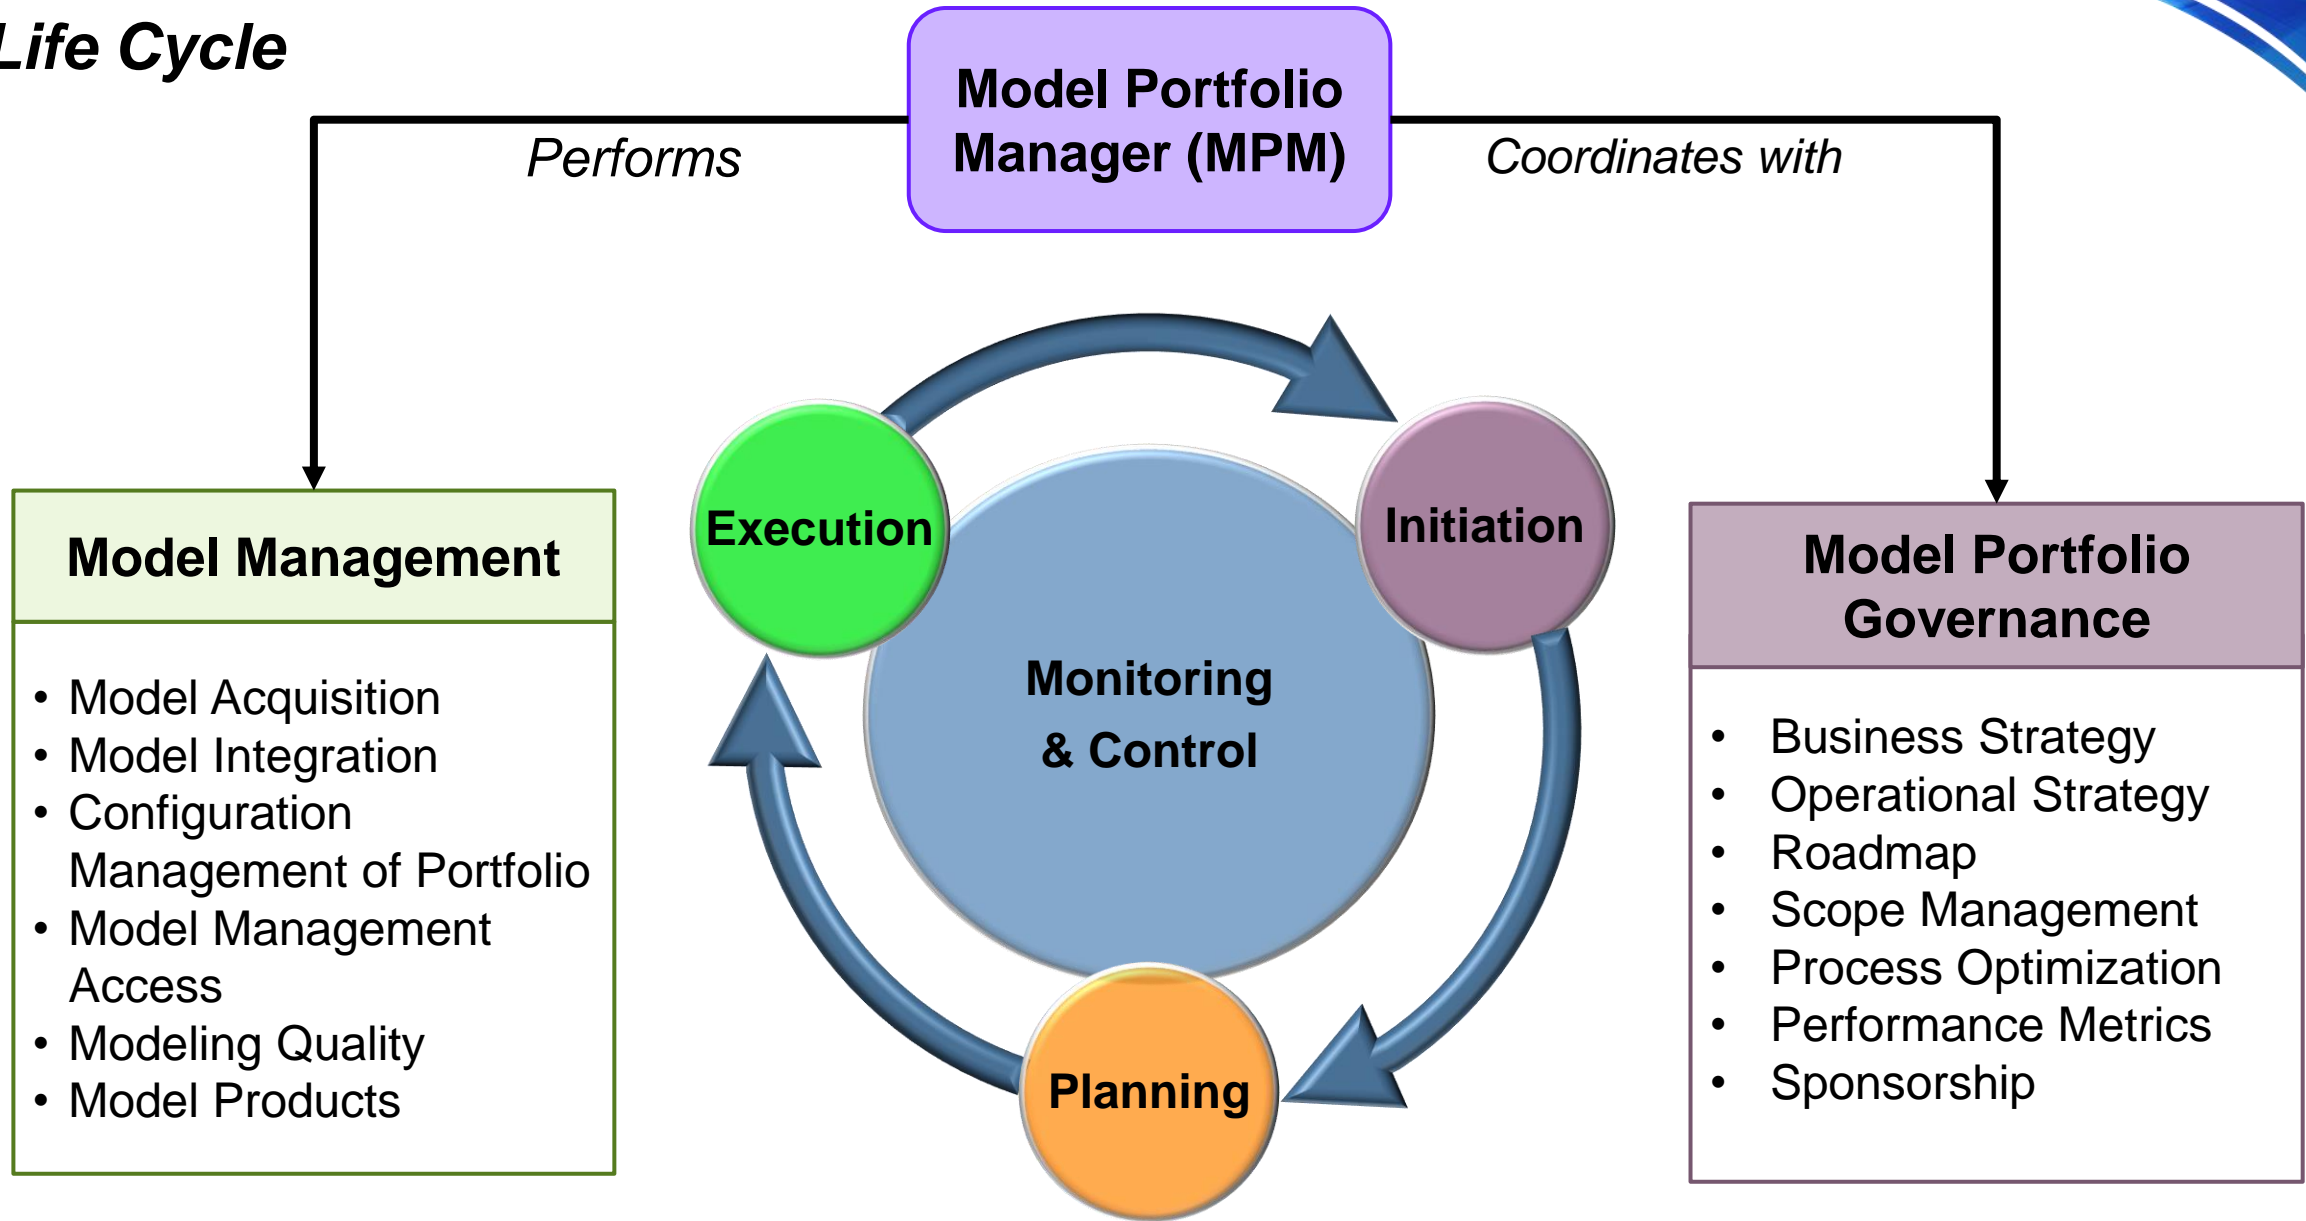 Life Cycle
Model Portfolio
Manager (MPM)
Performs
Coordinates with
Model Management
• Model Acquisition
• Model Integration
• Configuration
Management of Portfolio
• Model Management
Access
• Modeling Quality
• Model Products
Execution
Initiation
Monitoring
& Control
Planning
Model Portfolio
Governance
• Business Strategy
• Operational Strategy
• Roadmap
• Scope Management
• Process Optimization
• Performance Metrics
• Sponsorship